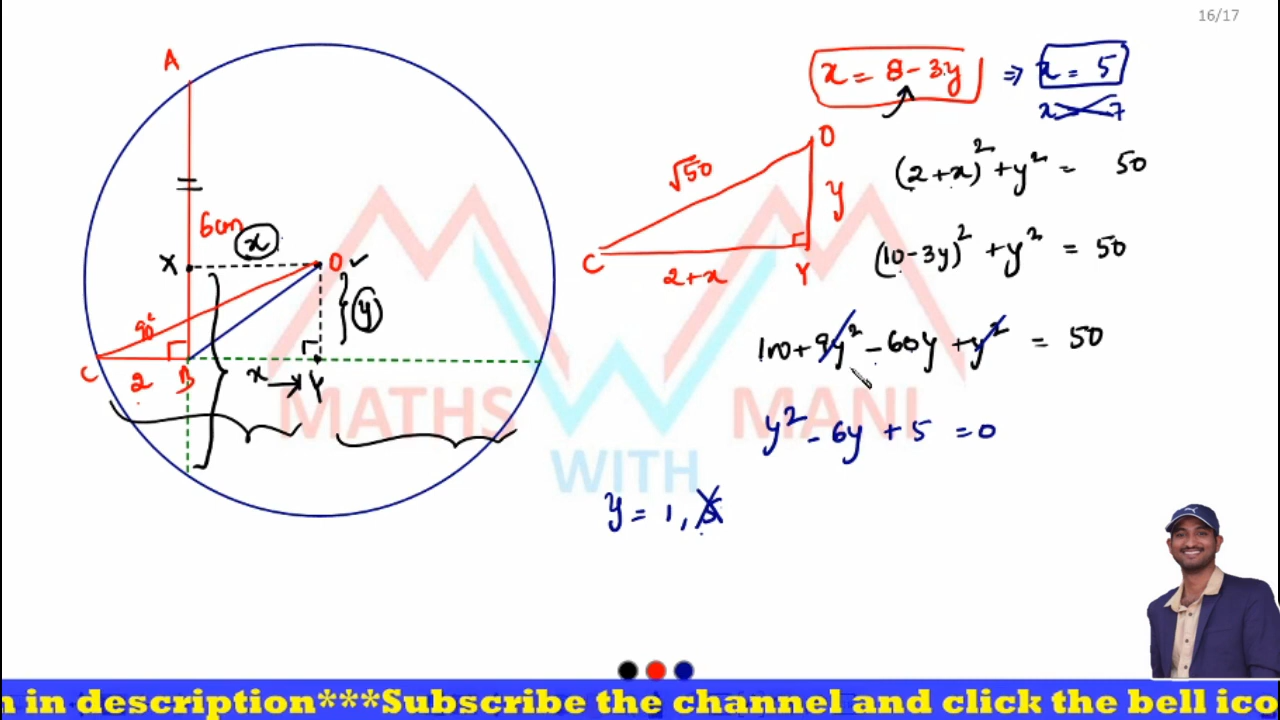 16/17
A
6cm
x
X
O ✓
y
90°
C
2
B
x → Y
x = 8 - 3y ⇒ x = 5
x = 7
√50
O
y
C
2+x
Y
(2+x)² + y² = 50
(10-3y)² + y² = 50
100 + 9y² - 60y + y² = 50
y² - 6y + 5 = 0
y = 1, 5
MATHS MANI
WITH
n in description***Subscribe the channel and click the bell ico